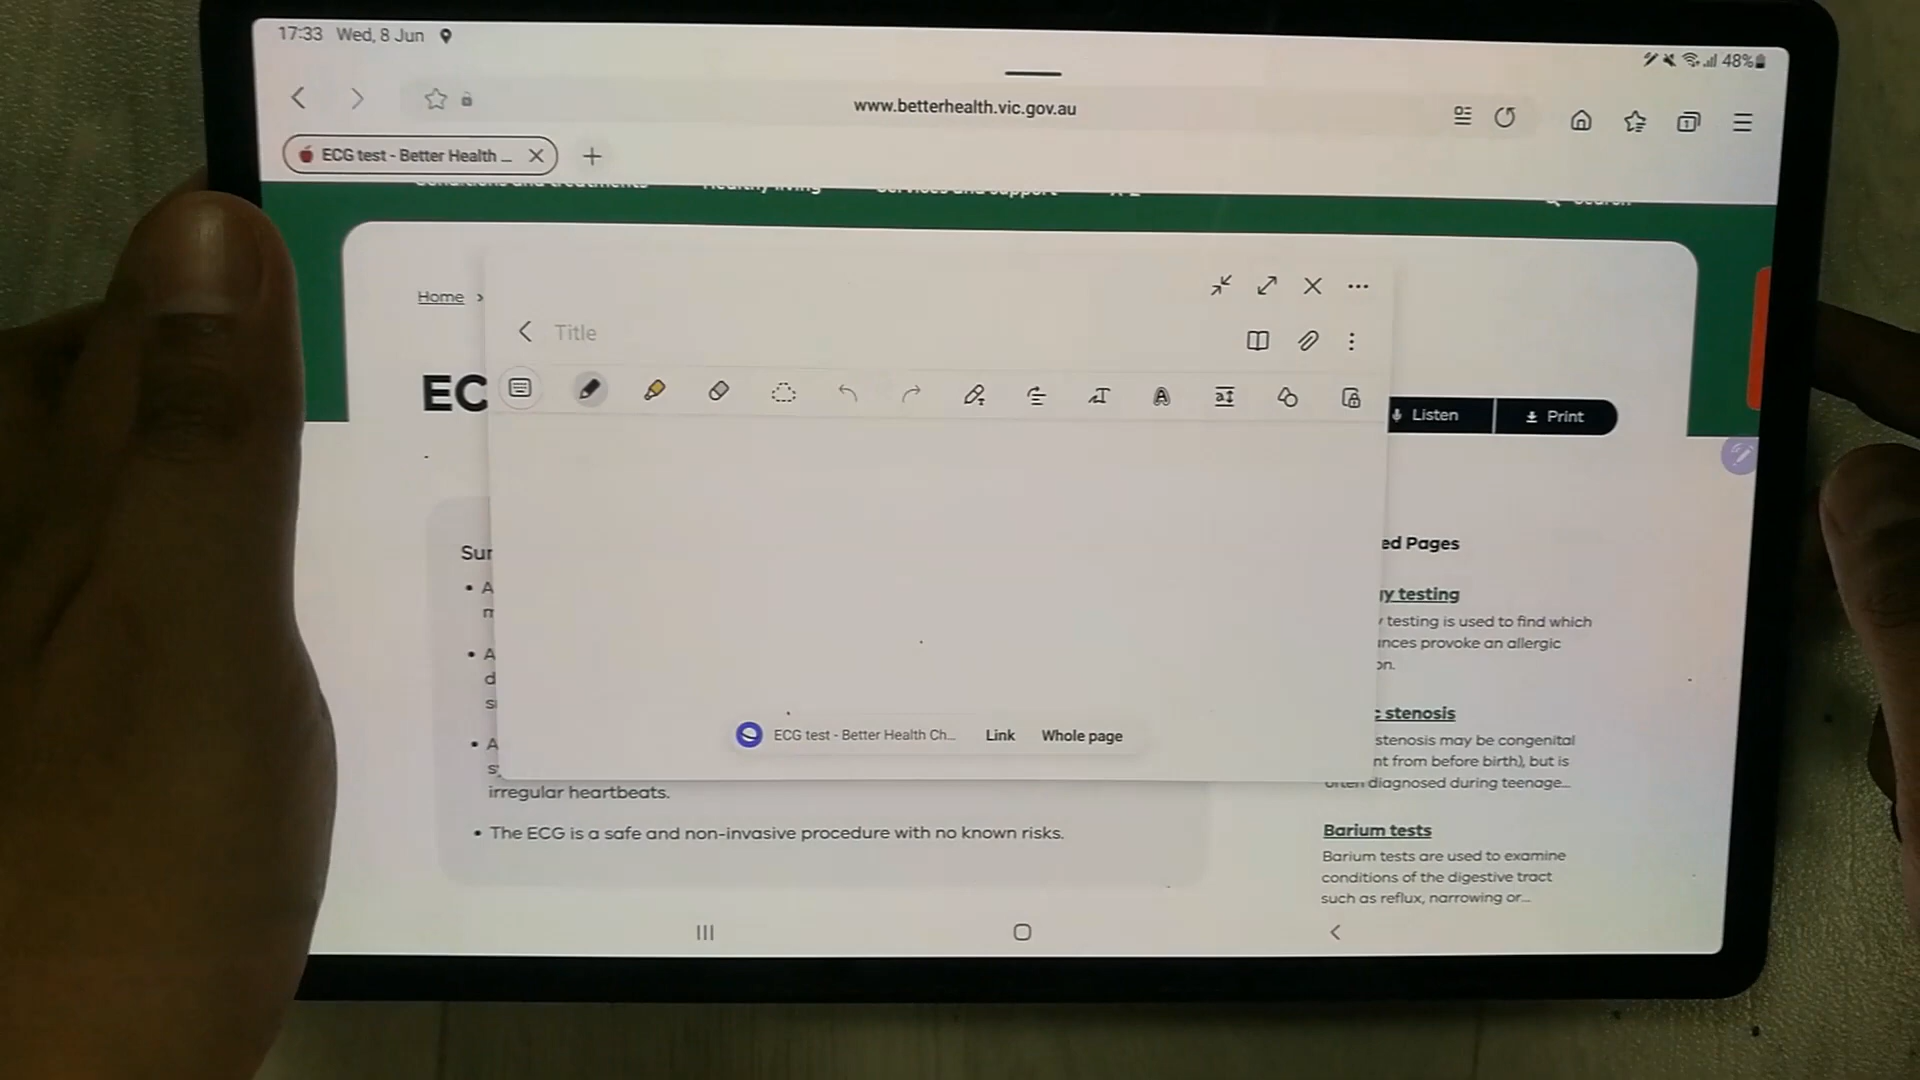 17:33 Wed, 8 Jun
48%
www.betterhealth.vic.gov.au
ECG test - Better Health ...
Home >
Title
EC
Listen
Print
Sur
A
m
A
d
s
A
s
irregular heartbeats.
The ECG is a safe and non-invasive procedure with no known risks.
ECG test - Better Health Ch...
Link
Whole page
ed Pages
y testing
testing is used to find which
nces provoke an allergic
on.
stenosis
stenosis may be congenital
nt from before birth), but is
often diagnosed during teenage...
Barium tests
Barium tests are used to examine
conditions of the digestive tract
such as reflux, narrowing or...